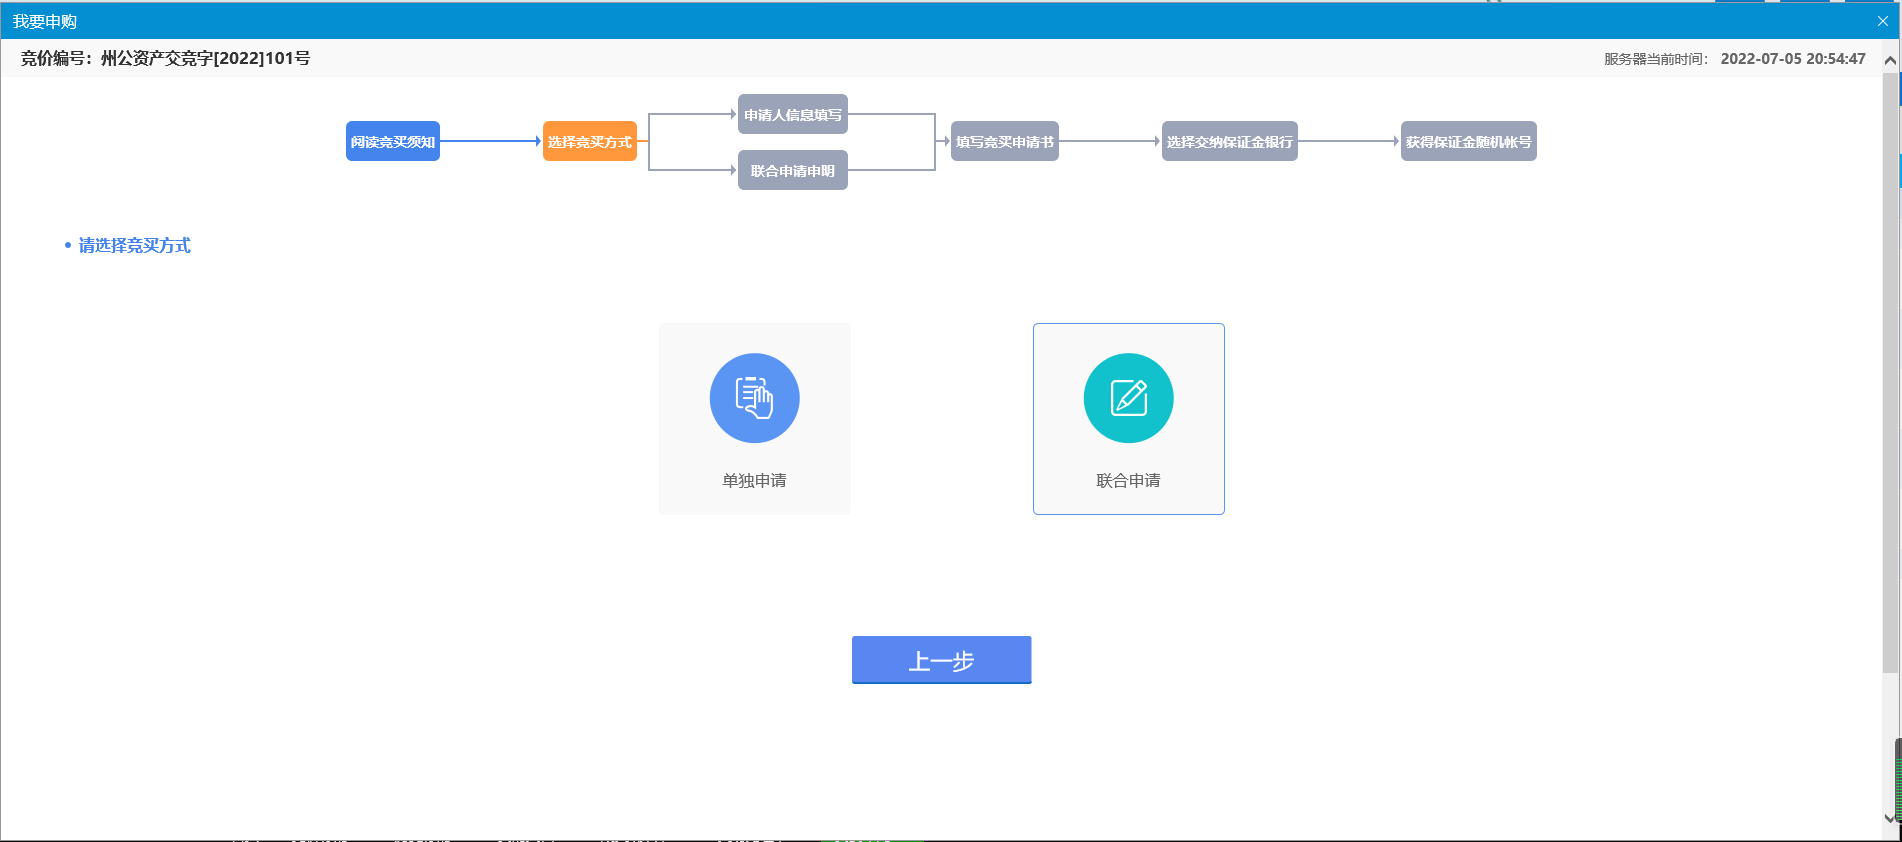 我要申购
竞价编号：州公资产交竞字[2022]101号
服务器当前时间： 2022-07-05 20:54:47
阅读竞买须知
选择竞买方式
申请人信息填写
联合申请申明
填写竞买申请书
选择交纳保证金银行
获得保证金随机帐号
请选择竞买方式
单独申请
联合申请
上一步